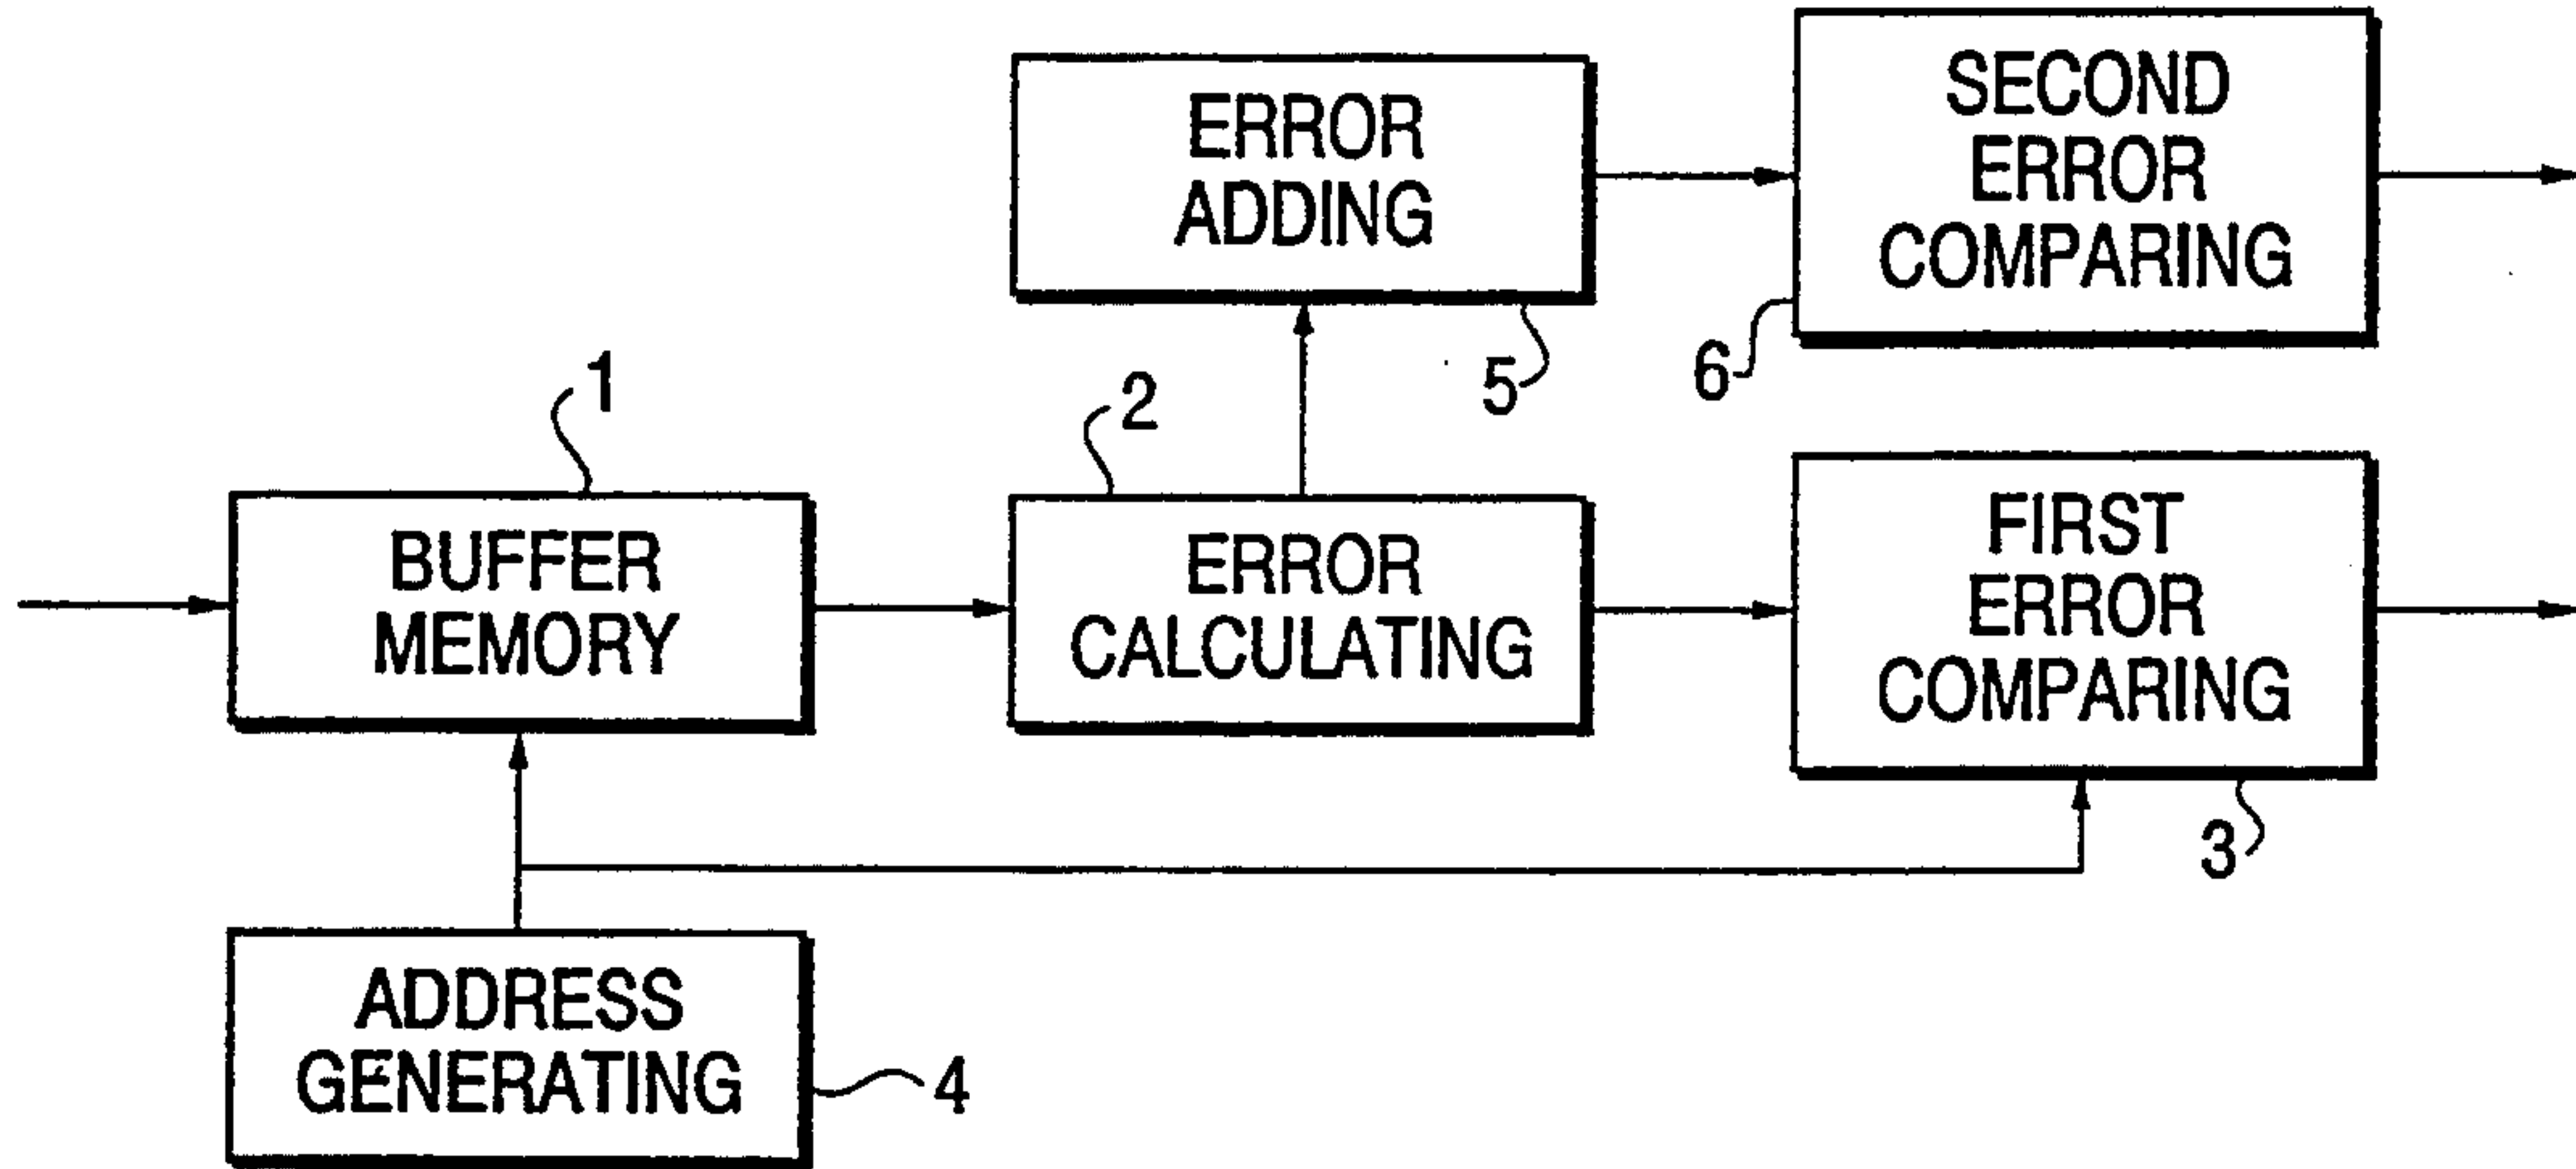 ERROR
ADDING
5
SECOND
ERROR
COMPARING
6
1
BUFFER
MEMORY
2
ERROR
CALCULATING
FIRST
ERROR
COMPARING
3
ADDRESS
GENERATING
4